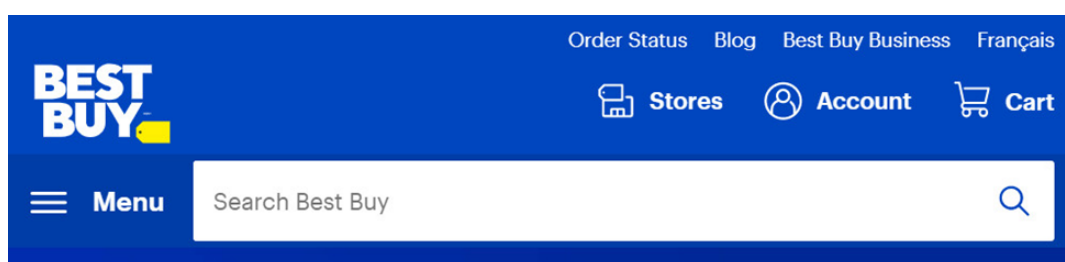 Order Status Blog Best Buy Business Français
BEST
BUY
Stores Account Cart
Menu Search Best Buy